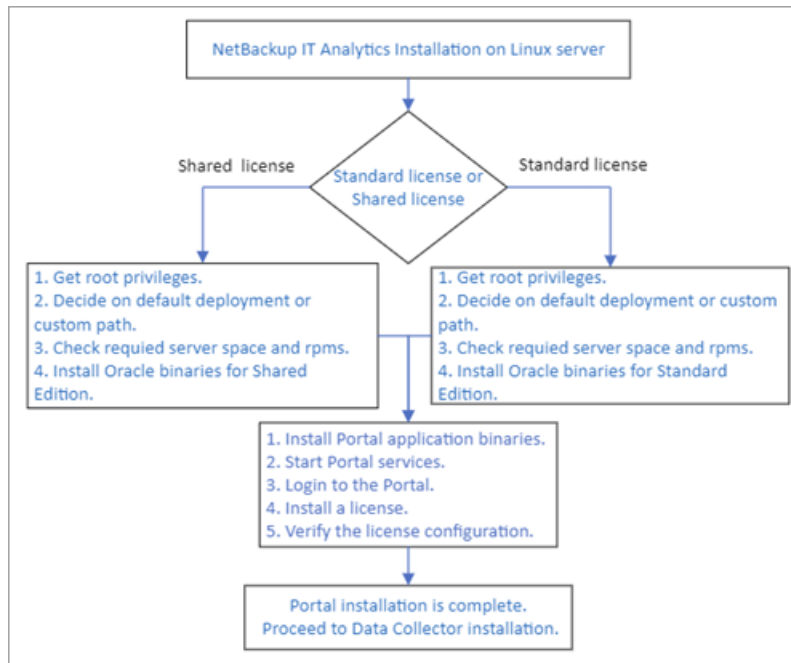 NetBackup IT Analytics Installation on Linux server
Standard license or
Shared license
Shared license
Standard license
1. Get root privileges.
2. Decide on default deployment or
custom path.
3. Check requied server space and rpms.
4. Install Oracle binaries for Shared
Edition.
1. Get root privileges.
2. Decide on default deployment or custom
path.
3. Check requied server space and rpms.
4. Install Oracle binaries for Standard
Edition.
1. Install Portal application binaries.
2. Start Portal services.
3. Login to the Portal.
4. Install a license.
5. Verify the license configuration.
Portal installation is complete.
Proceed to Data Collector installation.